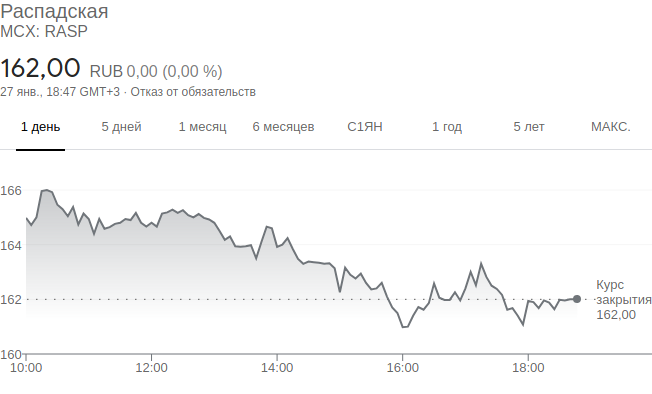 Распадская
MCX: RASP
162,00 RUB 0,00 (0,00 %)
27 янв., 18:47 GMT+3 · Отказ от обязательств
1 день 5 дней 1 месяц 6 месяцев С1ЯН 1 год 5 лет МАКС.
166
164
162
160
Курс
закрытия
162,00
10:00 12:00 14:00 16:00 18:00